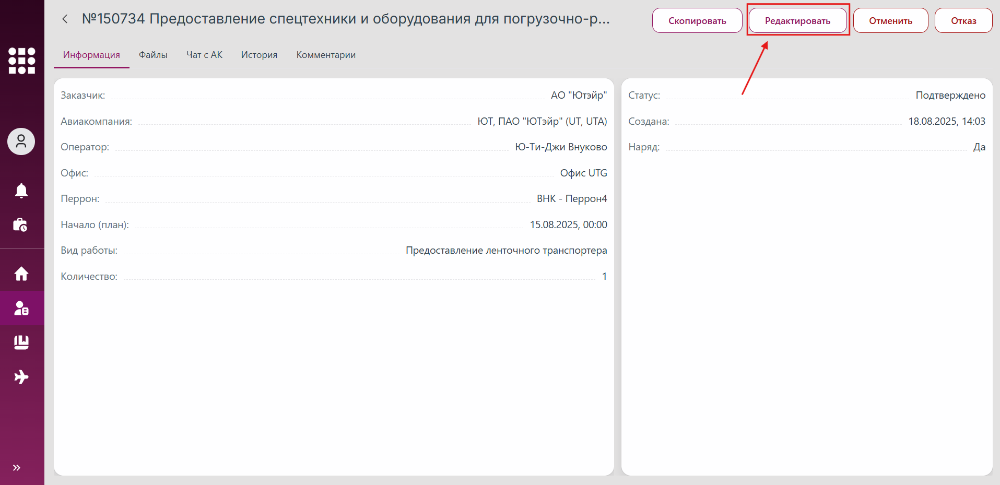 №150734 Предоставление спецтехники и оборудования для погрузочно-р...
Скопировать
Редактировать
Отменить
Отказ
Информация
Файлы
Чат с АК
История
Комментарии
Заказчик: АО "Ютэйр"
Авиакомпания: ЮТ, ПАО "ЮТэйр" (UT, UTA)
Оператор: Ю-Ти-Джи Внуково
Офис: Офис UTG
Перрон: ВНК - Перрон4
Начало (план): 15.08.2025, 00:00
Вид работы: Предоставление ленточного транспортера
Количество: 1
Статус: Подтверждено
Создана: 18.08.2025, 14:03
Наряд: Да